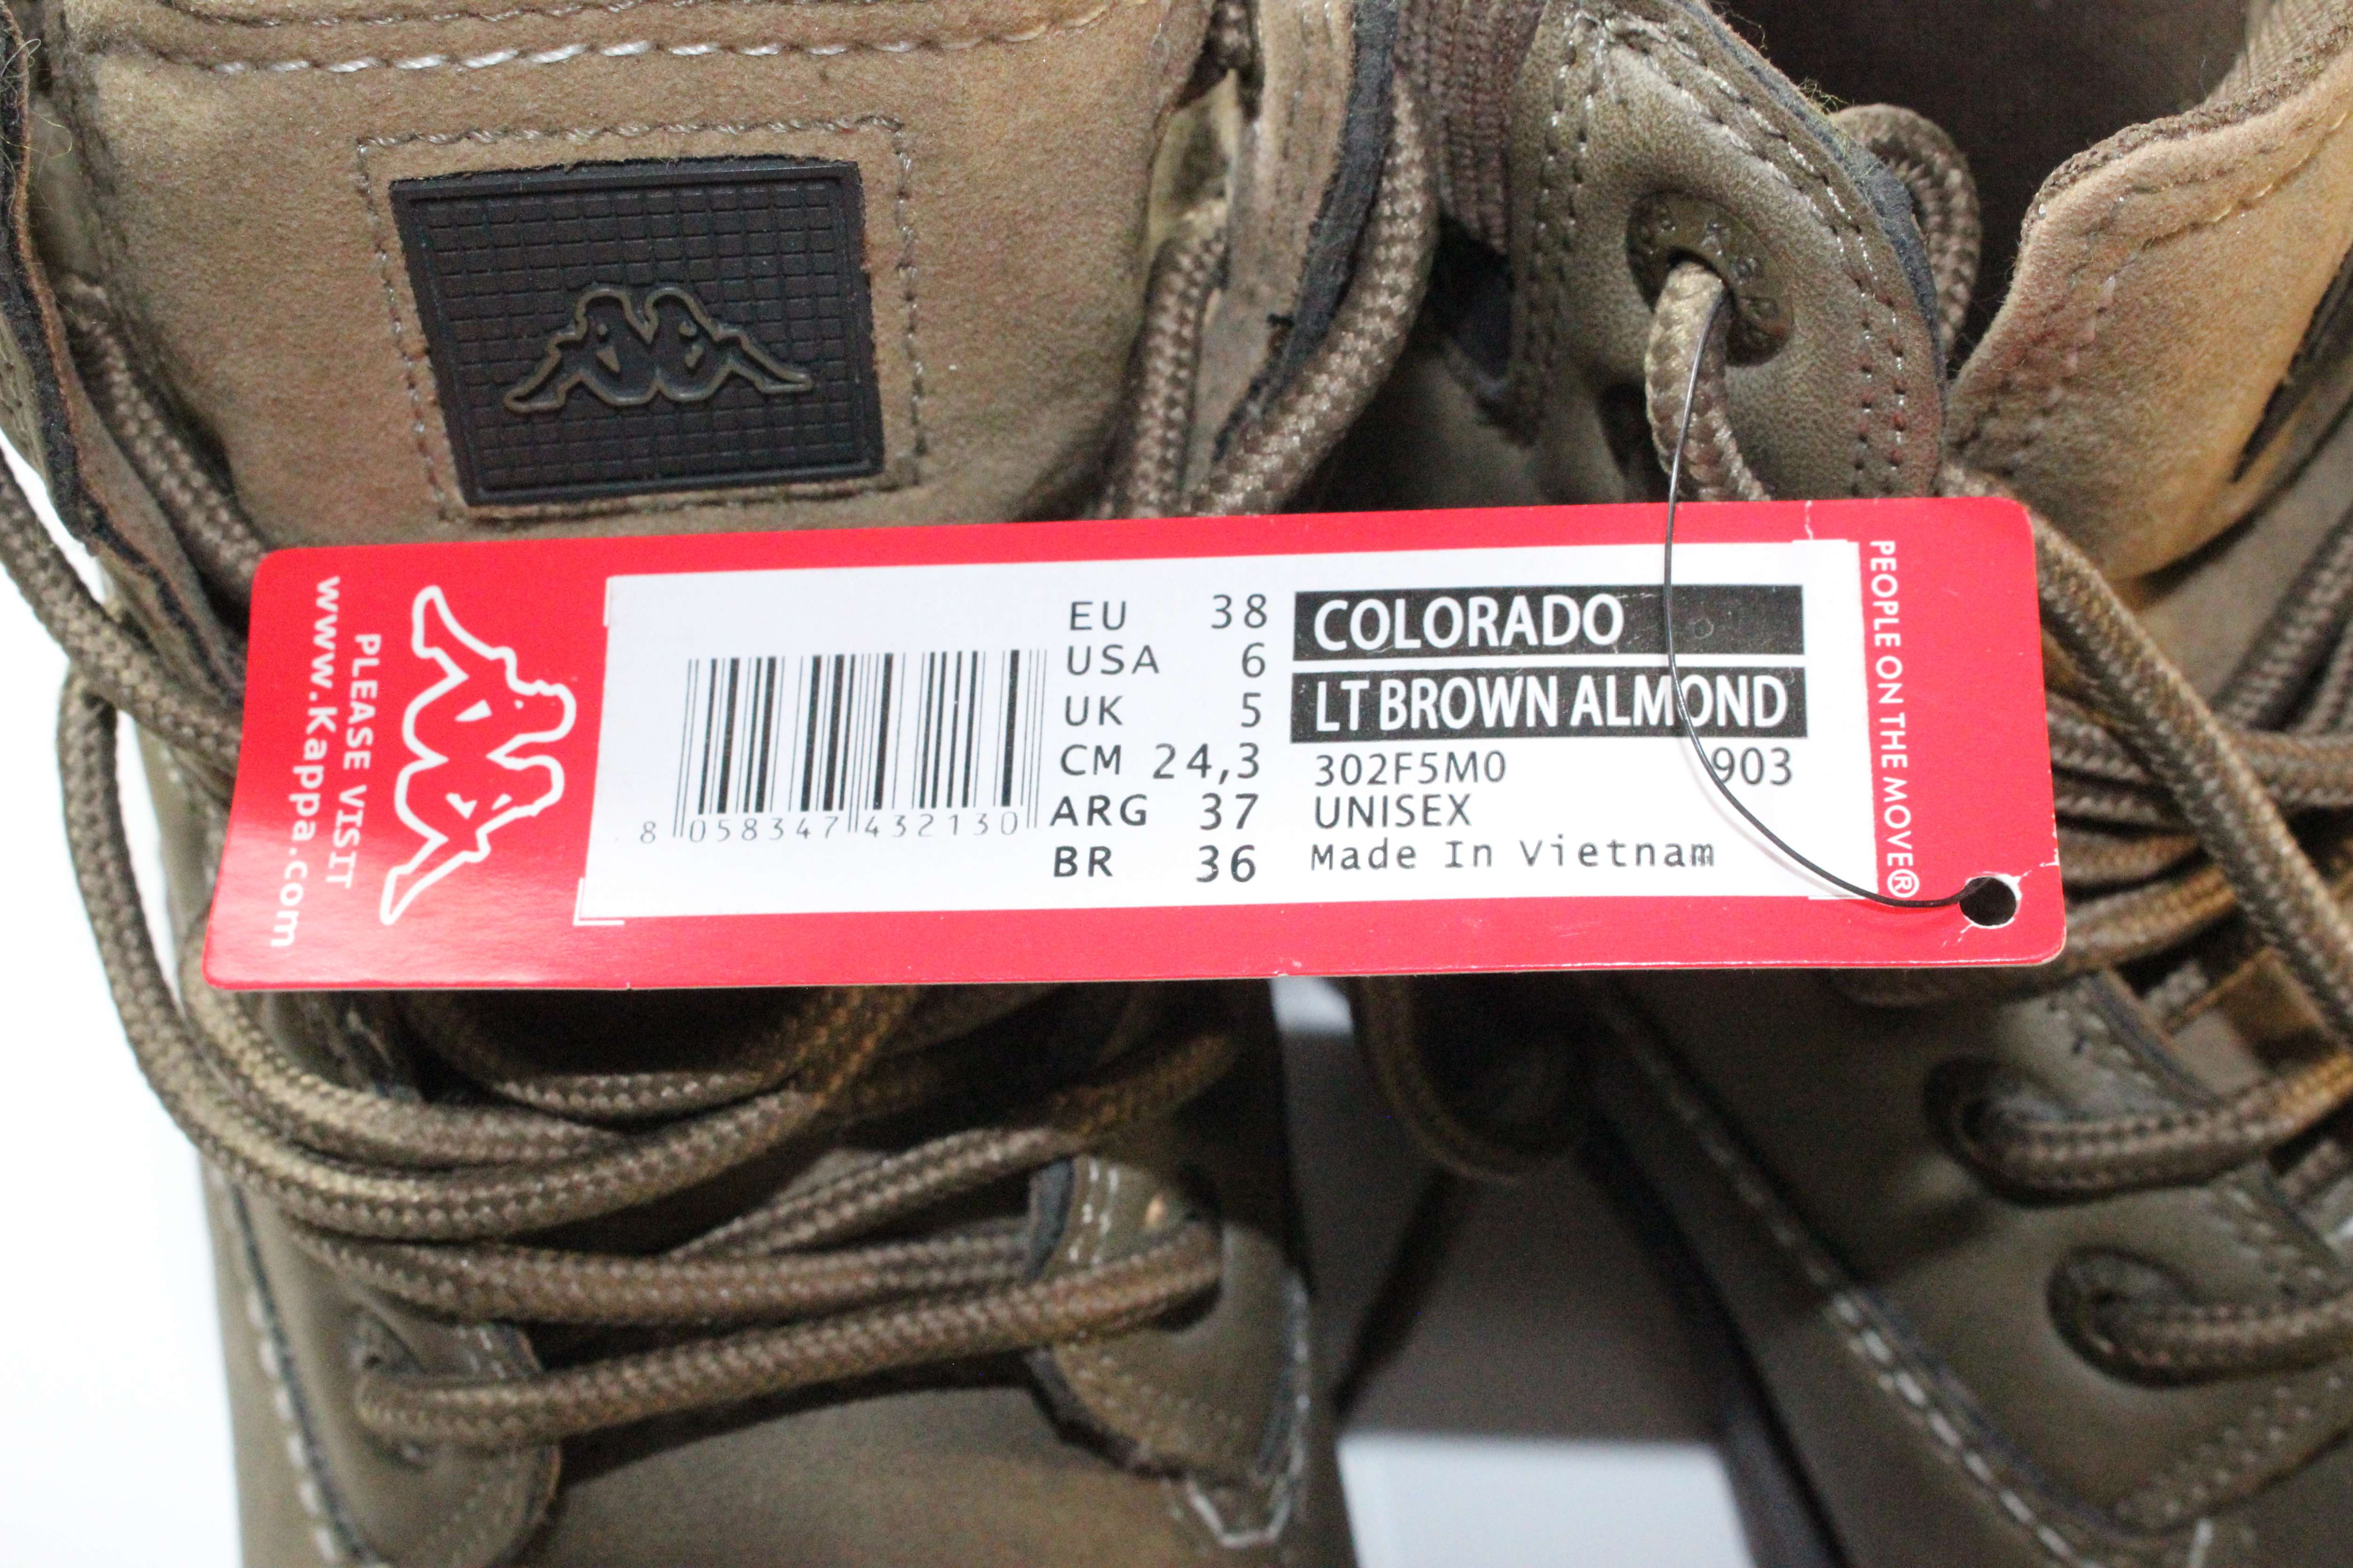 PLEASE VISIT
www.Kappa.com
8 058347 432130
EU 38
USA 6
UK 5
CM 24,3
ARG 37
BR 36
COLORADO
LT BROWN ALMOND
302F5M0 903
UNISEX
Made In Vietnam
PEOPLE ON THE MOVE®